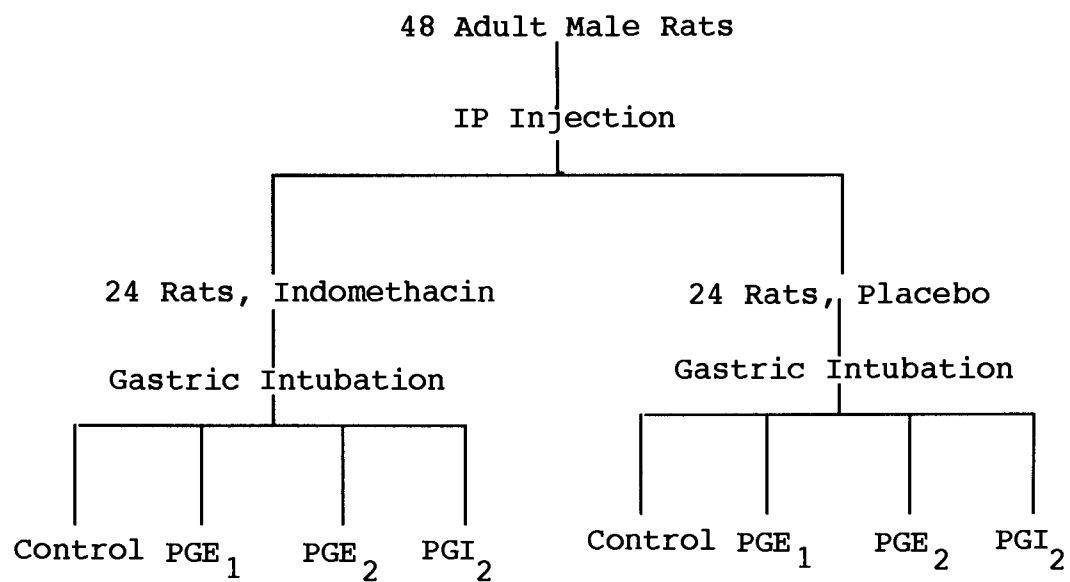 48 Adult Male Rats
IP Injection
24 Rats, Indomethacin
24 Rats, Placebo
Gastric Intubation
Gastric Intubation
Control PGE1 PGE2 PGI2
Control PGE1 PGE2 PGI2